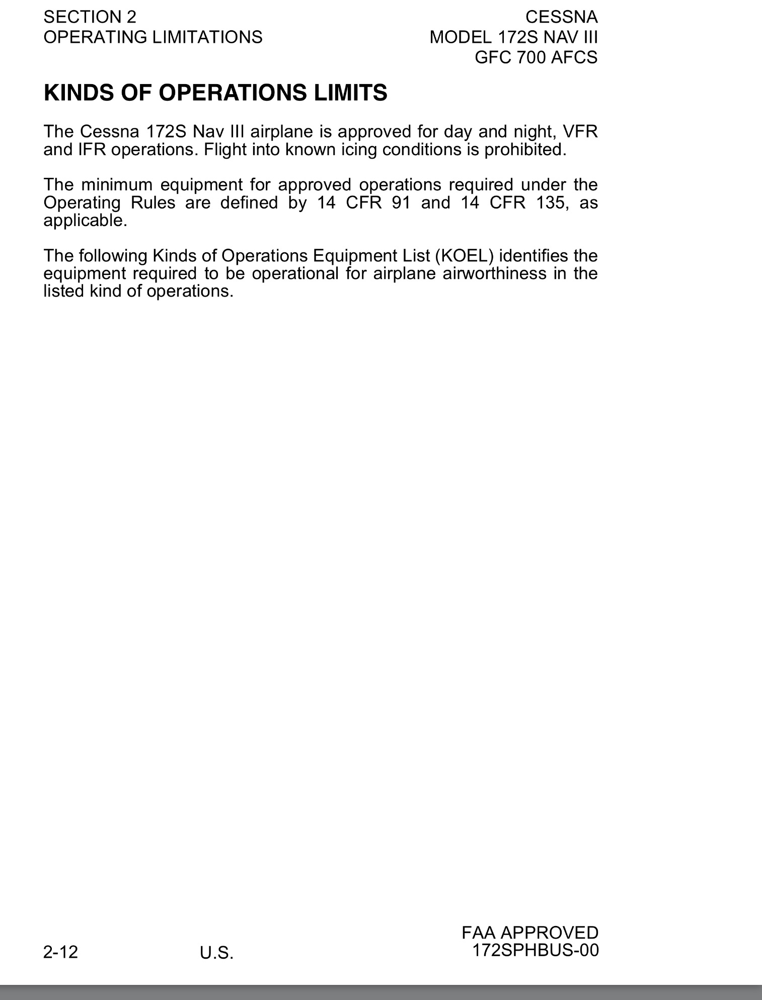 SECTION 2
OPERATING LIMITATIONS
CESSNA
MODEL 172S NAV III
GFC 700 AFCS
KINDS OF OPERATIONS LIMITS
The Cessna 172S Nav III airplane is approved for day and night, VFR
and IFR operations. Flight into known icing conditions is prohibited.
The minimum equipment for approved operations required under the
Operating Rules are defined by 14 CFR 91 and 14 CFR 135, as
applicable.
The following Kinds of Operations Equipment List (KOEL) identifies the
equipment required to be operational for airplane airworthiness in the
listed kind of operations.
FAA APPROVED
2-12 U.S. 172SPHBUS-00